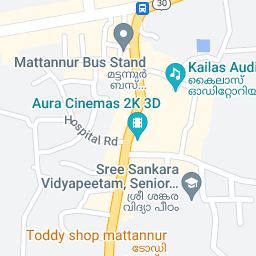 30
Mattannur Bus Stand
മട്ടന്നൂർ
ബസ്...
Kailas Audi
കൈലാസ്
ഓഡിറ്റോറിയ
Aura Cinemas 2K 3D
Hospital Rd
Sree Sankara
Vidyapeetam, Senior...
ശ്രീ ശങ്കര
വിദ്യാ പീഠം
Toddy shop mattannur
ടോഡി